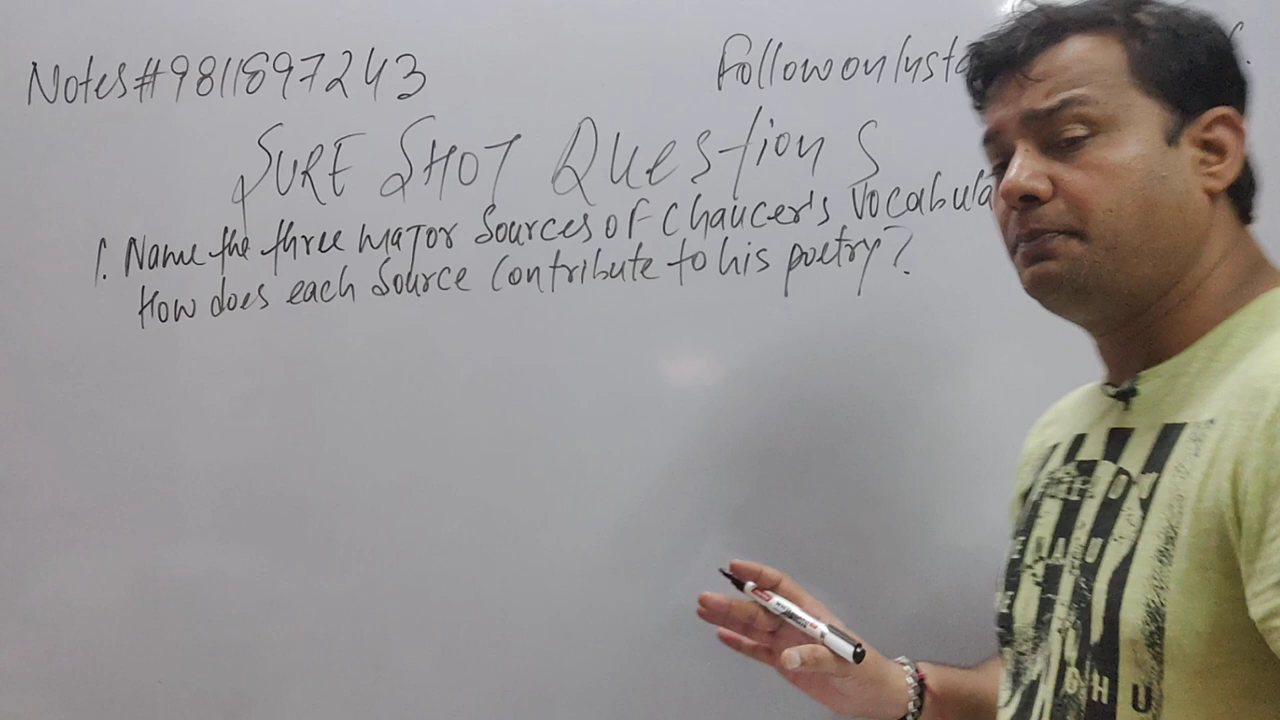 Notes#9811897243
Follow on Insta
SURE SHOT Questions
1. Name the three major sources of Chaucer's Vocabula
How does each source contribute to his poetry?